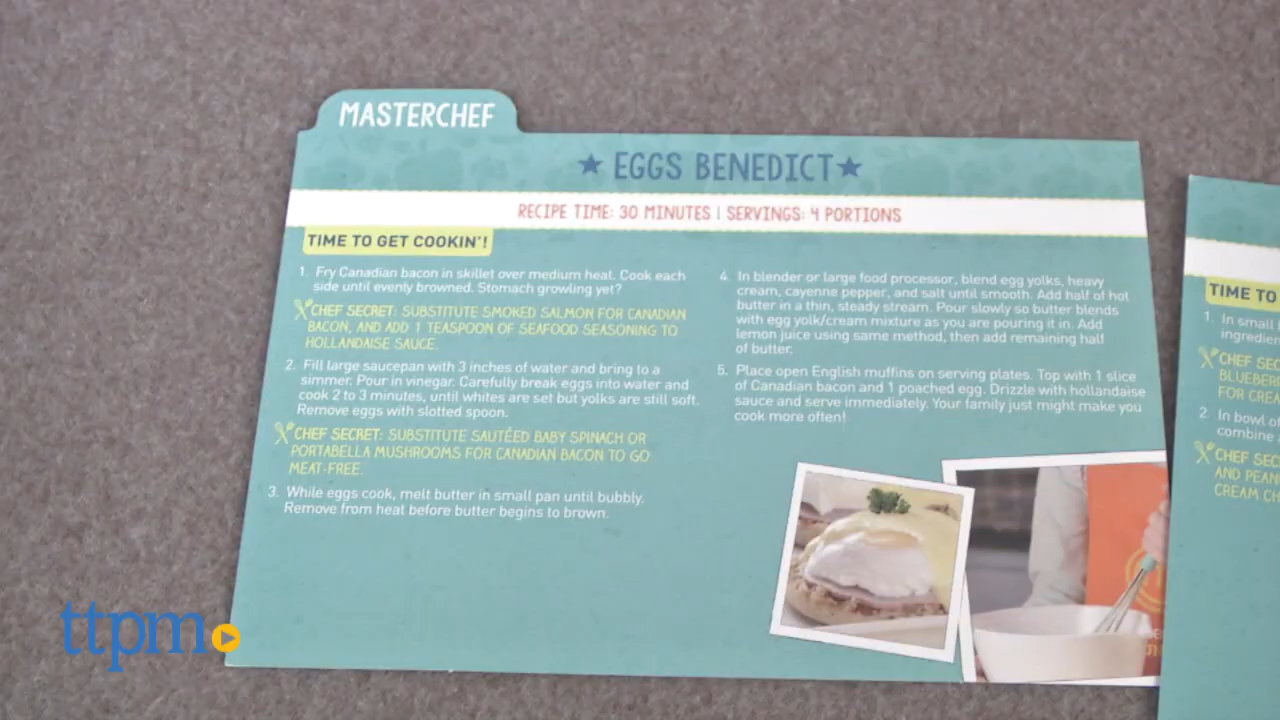 MASTERCHEF
★ EGGS BENEDICT ★
RECIPE TIME: 30 MINUTES | SERVINGS: 4 PORTIONS
TIME TO GET COOKIN'!
1. Fry Canadian bacon in skillet over medium heat. Cook each
side until evenly browned. Stomach growling yet?
CHEF SECRET: SUBSTITUTE SMOKED SALMON FOR CANADIAN
BACON, AND ADD 1 TEASPOON OF SEAFOOD SEASONING TO
HOLLANDAISE SAUCE.
2. Fill large saucepan with 3 inches of water and bring to a
simmer. Pour in vinegar. Carefully break eggs into water and
cook 2 to 3 minutes, until whites are set but yolks are still soft.
Remove eggs with slotted spoon.
CHEF SECRET: SUBSTITUTE SAUTÉED BABY SPINACH OR
PORTABELLA MUSHROOMS FOR CANADIAN BACON TO GO
MEAT-FREE.
3. While eggs cook, melt butter in small pan until bubbly.
Remove from heat before butter begins to brown.
4. In blender or large food processor, blend egg yolks, heavy
cream, cayenne pepper, and salt until smooth. Add half of hot
butter in a thin, steady stream. Pour slowly so butter blends
with egg yolk/cream mixture as you are pouring it in. Add
lemon juice using same method, then add remaining half
of butter.
5. Place open English muffins on serving plates. Top with 1 slice
of Canadian bacon and 1 poached egg. Drizzle with hollandaise
sauce and serve immediately. Your family just might make you
cook more often!
TIME TO
1. In small
CHEF SEC
BLUEBER
FOR CREA
2. In bowl of
combine
CHEF SEC
AND PEAN
CREAM CH
ttpm